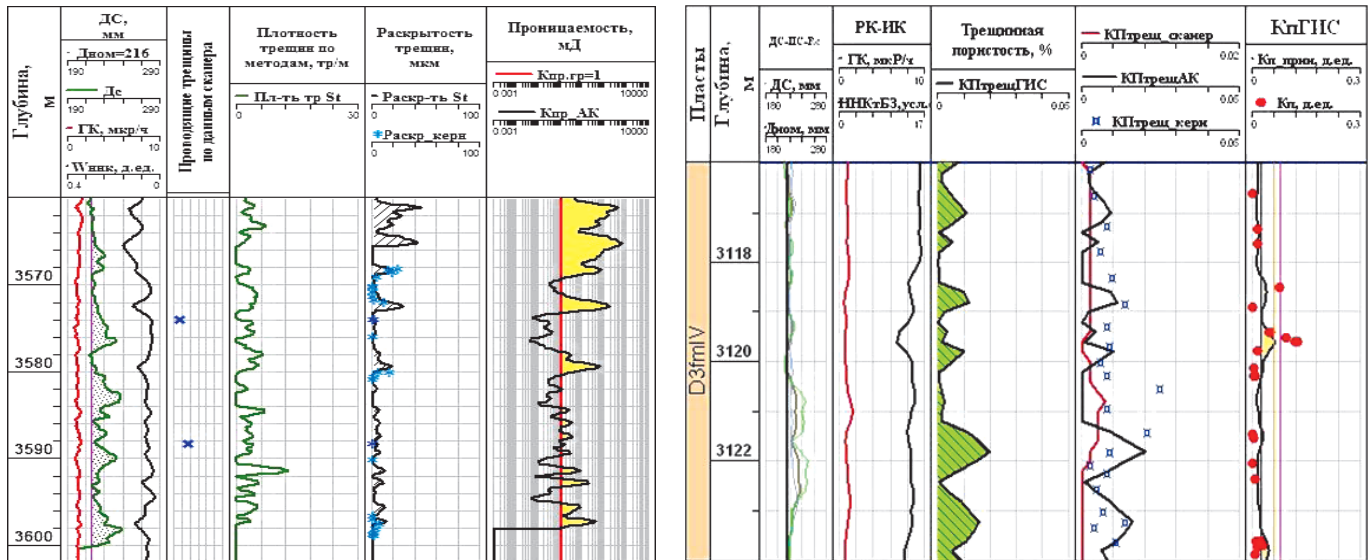 Глубина, м
ДС, мм
Дном=216
190 290
Дс
190 290
ГК, мкр/ч
0 10
Wннк, д.ед.
0.4 0
Проводящие трещины по данным сканера
Плотность
трещин по
методам, тр/м
Пл-ть тр St
0 30
Раскрытость
трещин,
мкм
Раскр-ть St
0 100
Раскр_керн
0 100
Проницаемость,
мД
Кпр.гр=1
0.001 10000
Кпр_АК
0.001 10000
3570
3580
3590
3600
Пласты
Глубина, м
ДС, мм
180 280
Дном, мм
180 280
РК-ИК
ГК, мкР/ч
0 10
ННКтБЗ,усл.
0 17
Трещинная
пористость, %
КПтрещГИС
0 0.05
КПтрещ_сканер
0 0.02
КПтрещАК
0 0.05
КПтрещ_керн
0 0.05
КпГИС
Кп_прин, д.ед.
0 0.3
Кп, д.ед.
0 0.3
D3fmIV
3118
3120
3122